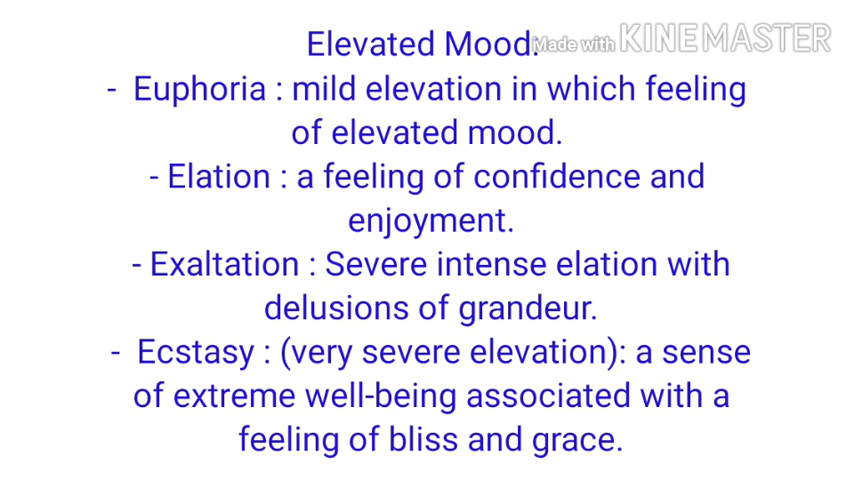 Elevated Mood:
Made with KINEMASTER
- Euphoria : mild elevation in which feeling
of elevated mood.
- Elation : a feeling of confidence and
enjoyment.
- Exaltation : Severe intense elation with
delusions of grandeur.
- Ecstasy : (very severe elevation): a sense
of extreme well-being associated with a
feeling of bliss and grace.